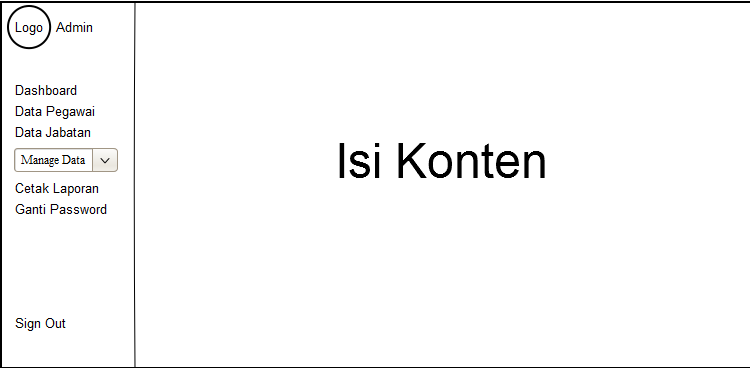 Logo Admin
Dashboard
Data Pegawai
Data Jabatan
Manage Data
Cetak Laporan
Ganti Password
Sign Out
Isi Konten